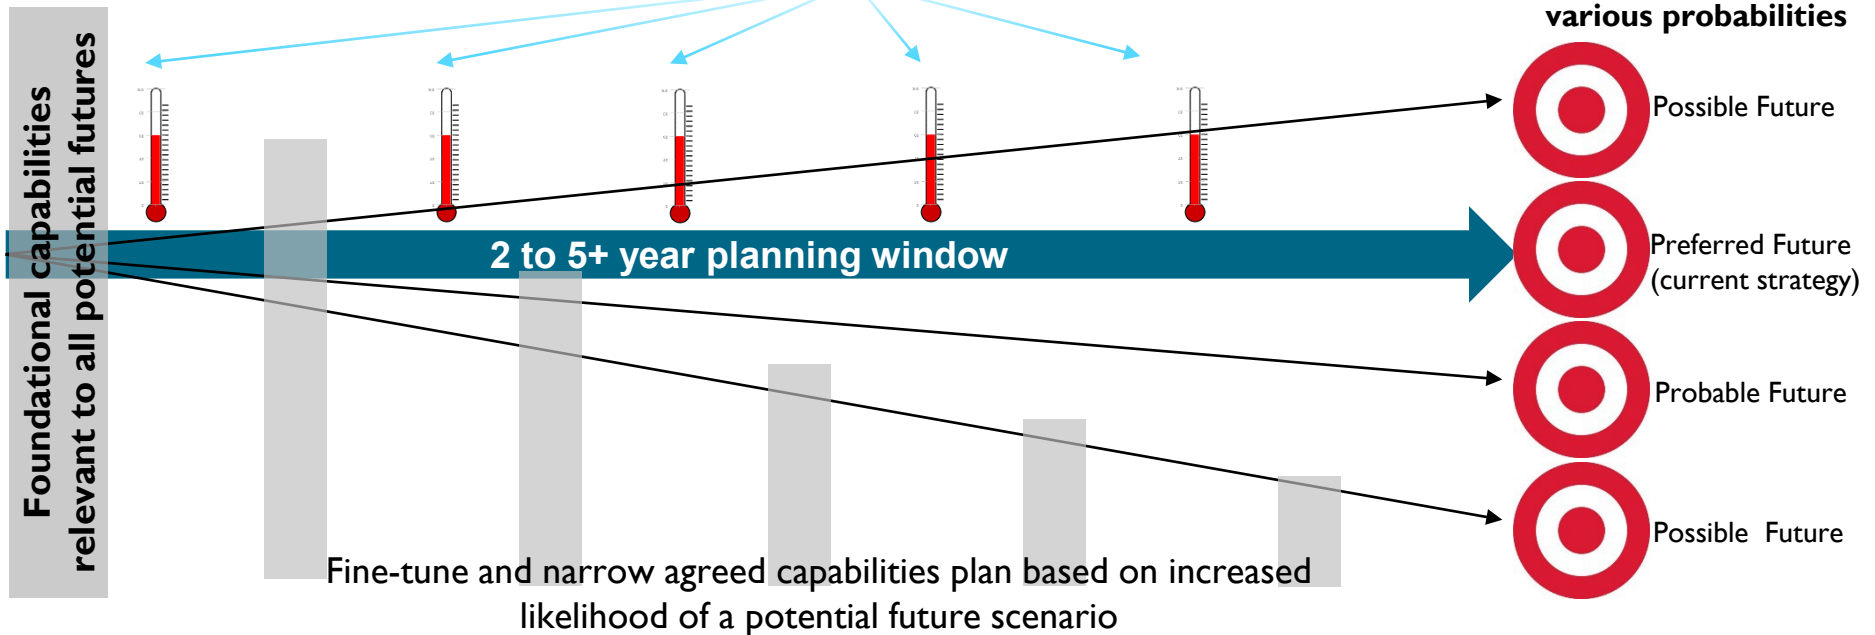 various probabilities
Foundational capabilities
relevant to all potential futures
Possible Future
2 to 5+ year planning window
Preferred Future
(current strategy)
Probable Future
Possible  Future
Fine-tune and narrow agreed capabilities plan based on increased
likelihood of a potential future scenario